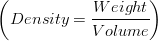 (Density = Weight / Volume)